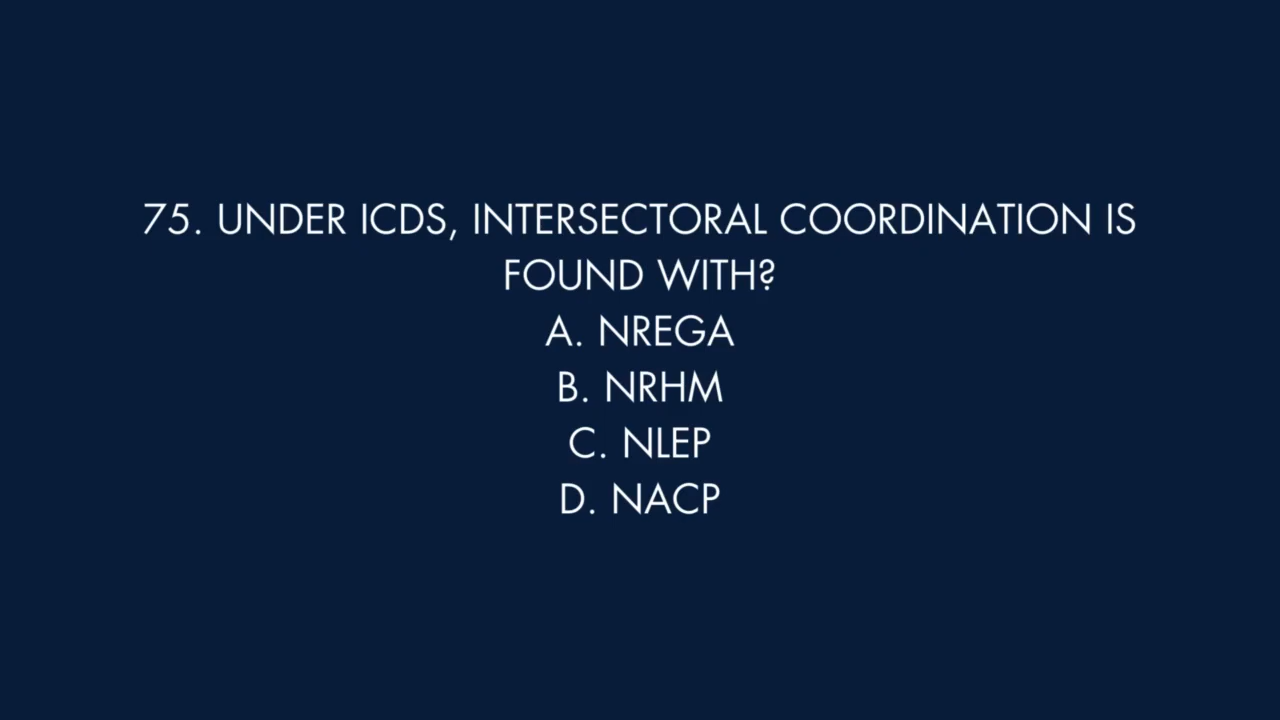 75. UNDER ICDS, INTERSECTORAL COORDINATION IS
FOUND WITH?
A. NREGA
B. NRHM
C. NLEP
D. NACP